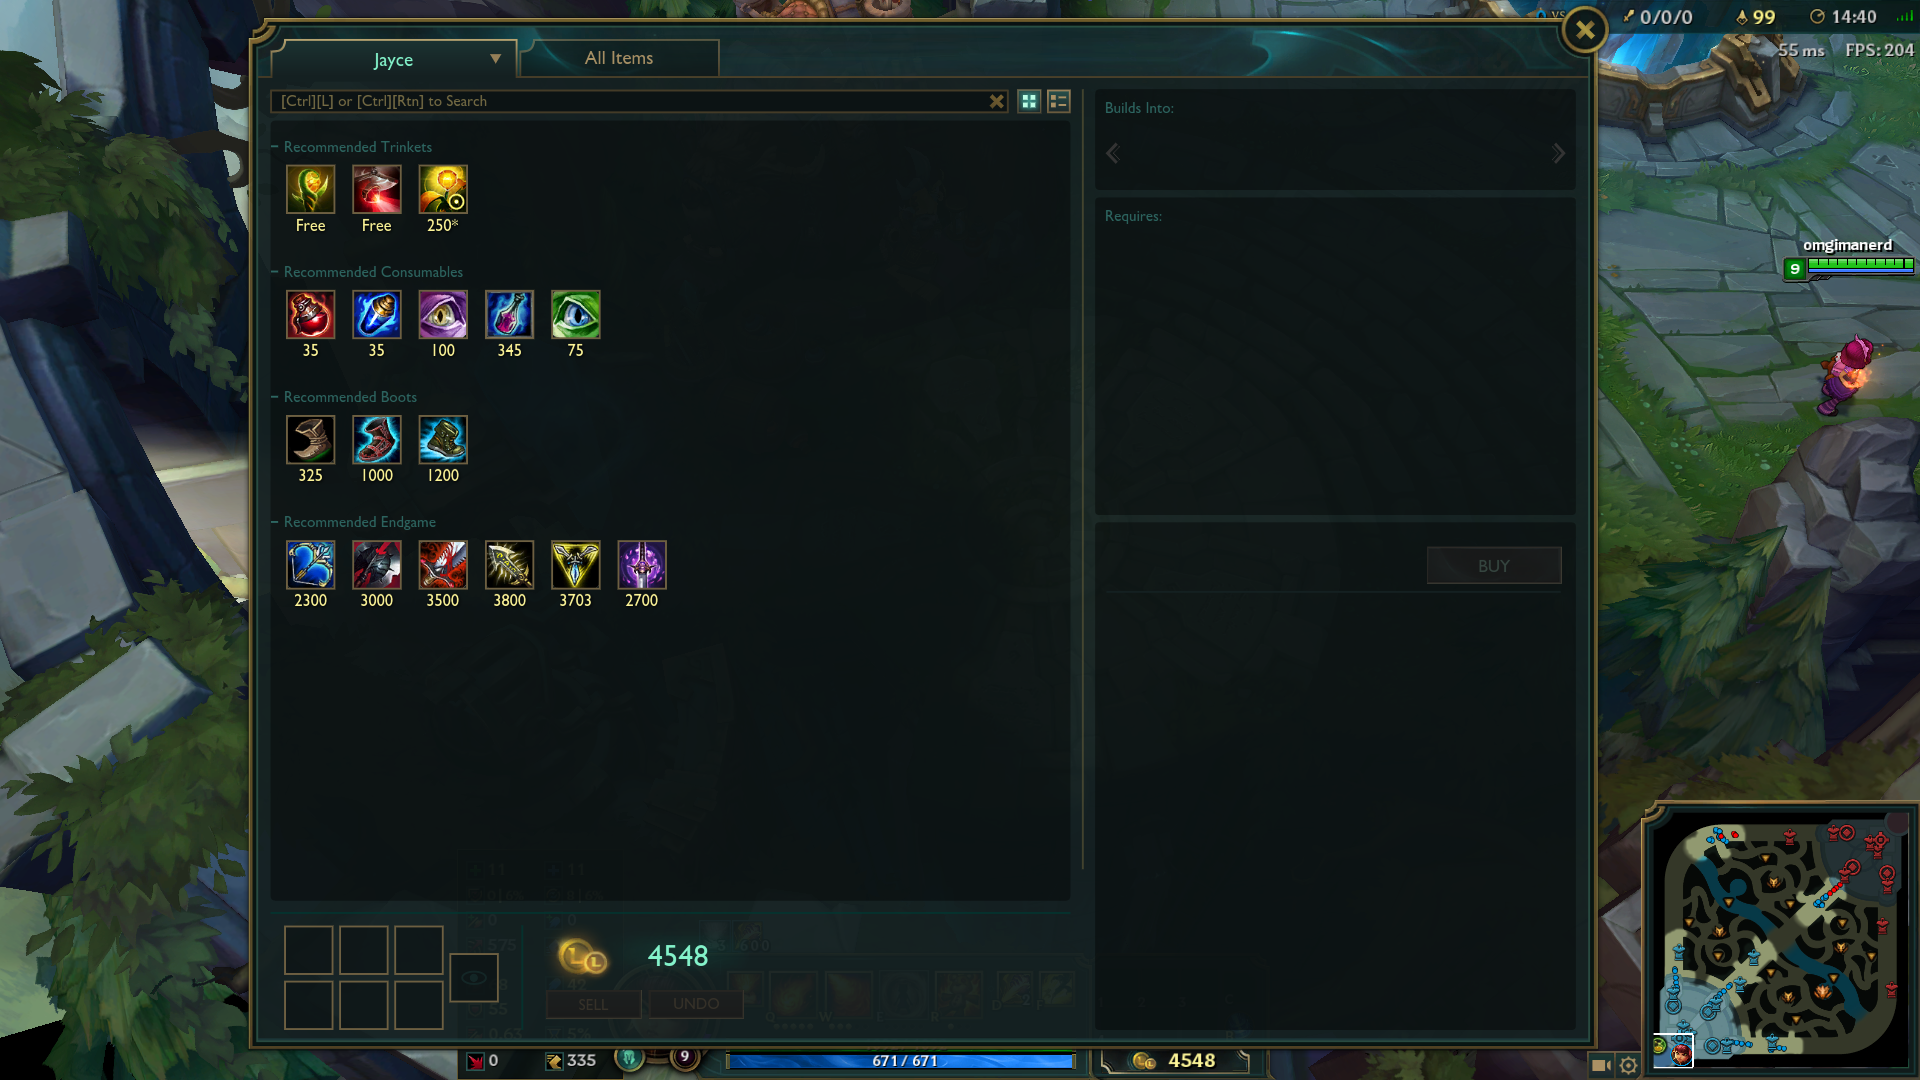 vs 0/0/0 99 14:40
55 ms FPS: 204
Jayce
All Items
[Ctrl][L] or [Ctrl][Rtn] to Search
Recommended Trinkets
Free Free 250*
Recommended Consumables
35 35 100 345 75
Recommended Boots
325 1000 1200
Recommended Endgame
2300 3000 3500 3800 3703 2700
Builds Into:
Requires:
BUY
omgimanerd
9
4548
SELL UNDO
0 335 9 671 / 671 4548